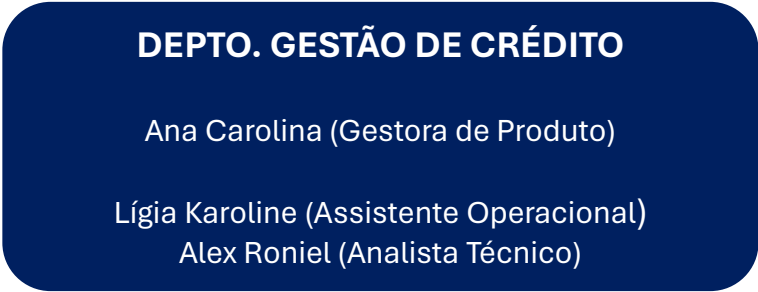 DEPTO. GESTÃO DE CRÉDITO
Ana Carolina (Gestora de Produto)
Lígia Karoline (Assistente Operacional)
Alex Roniel (Analista Técnico)